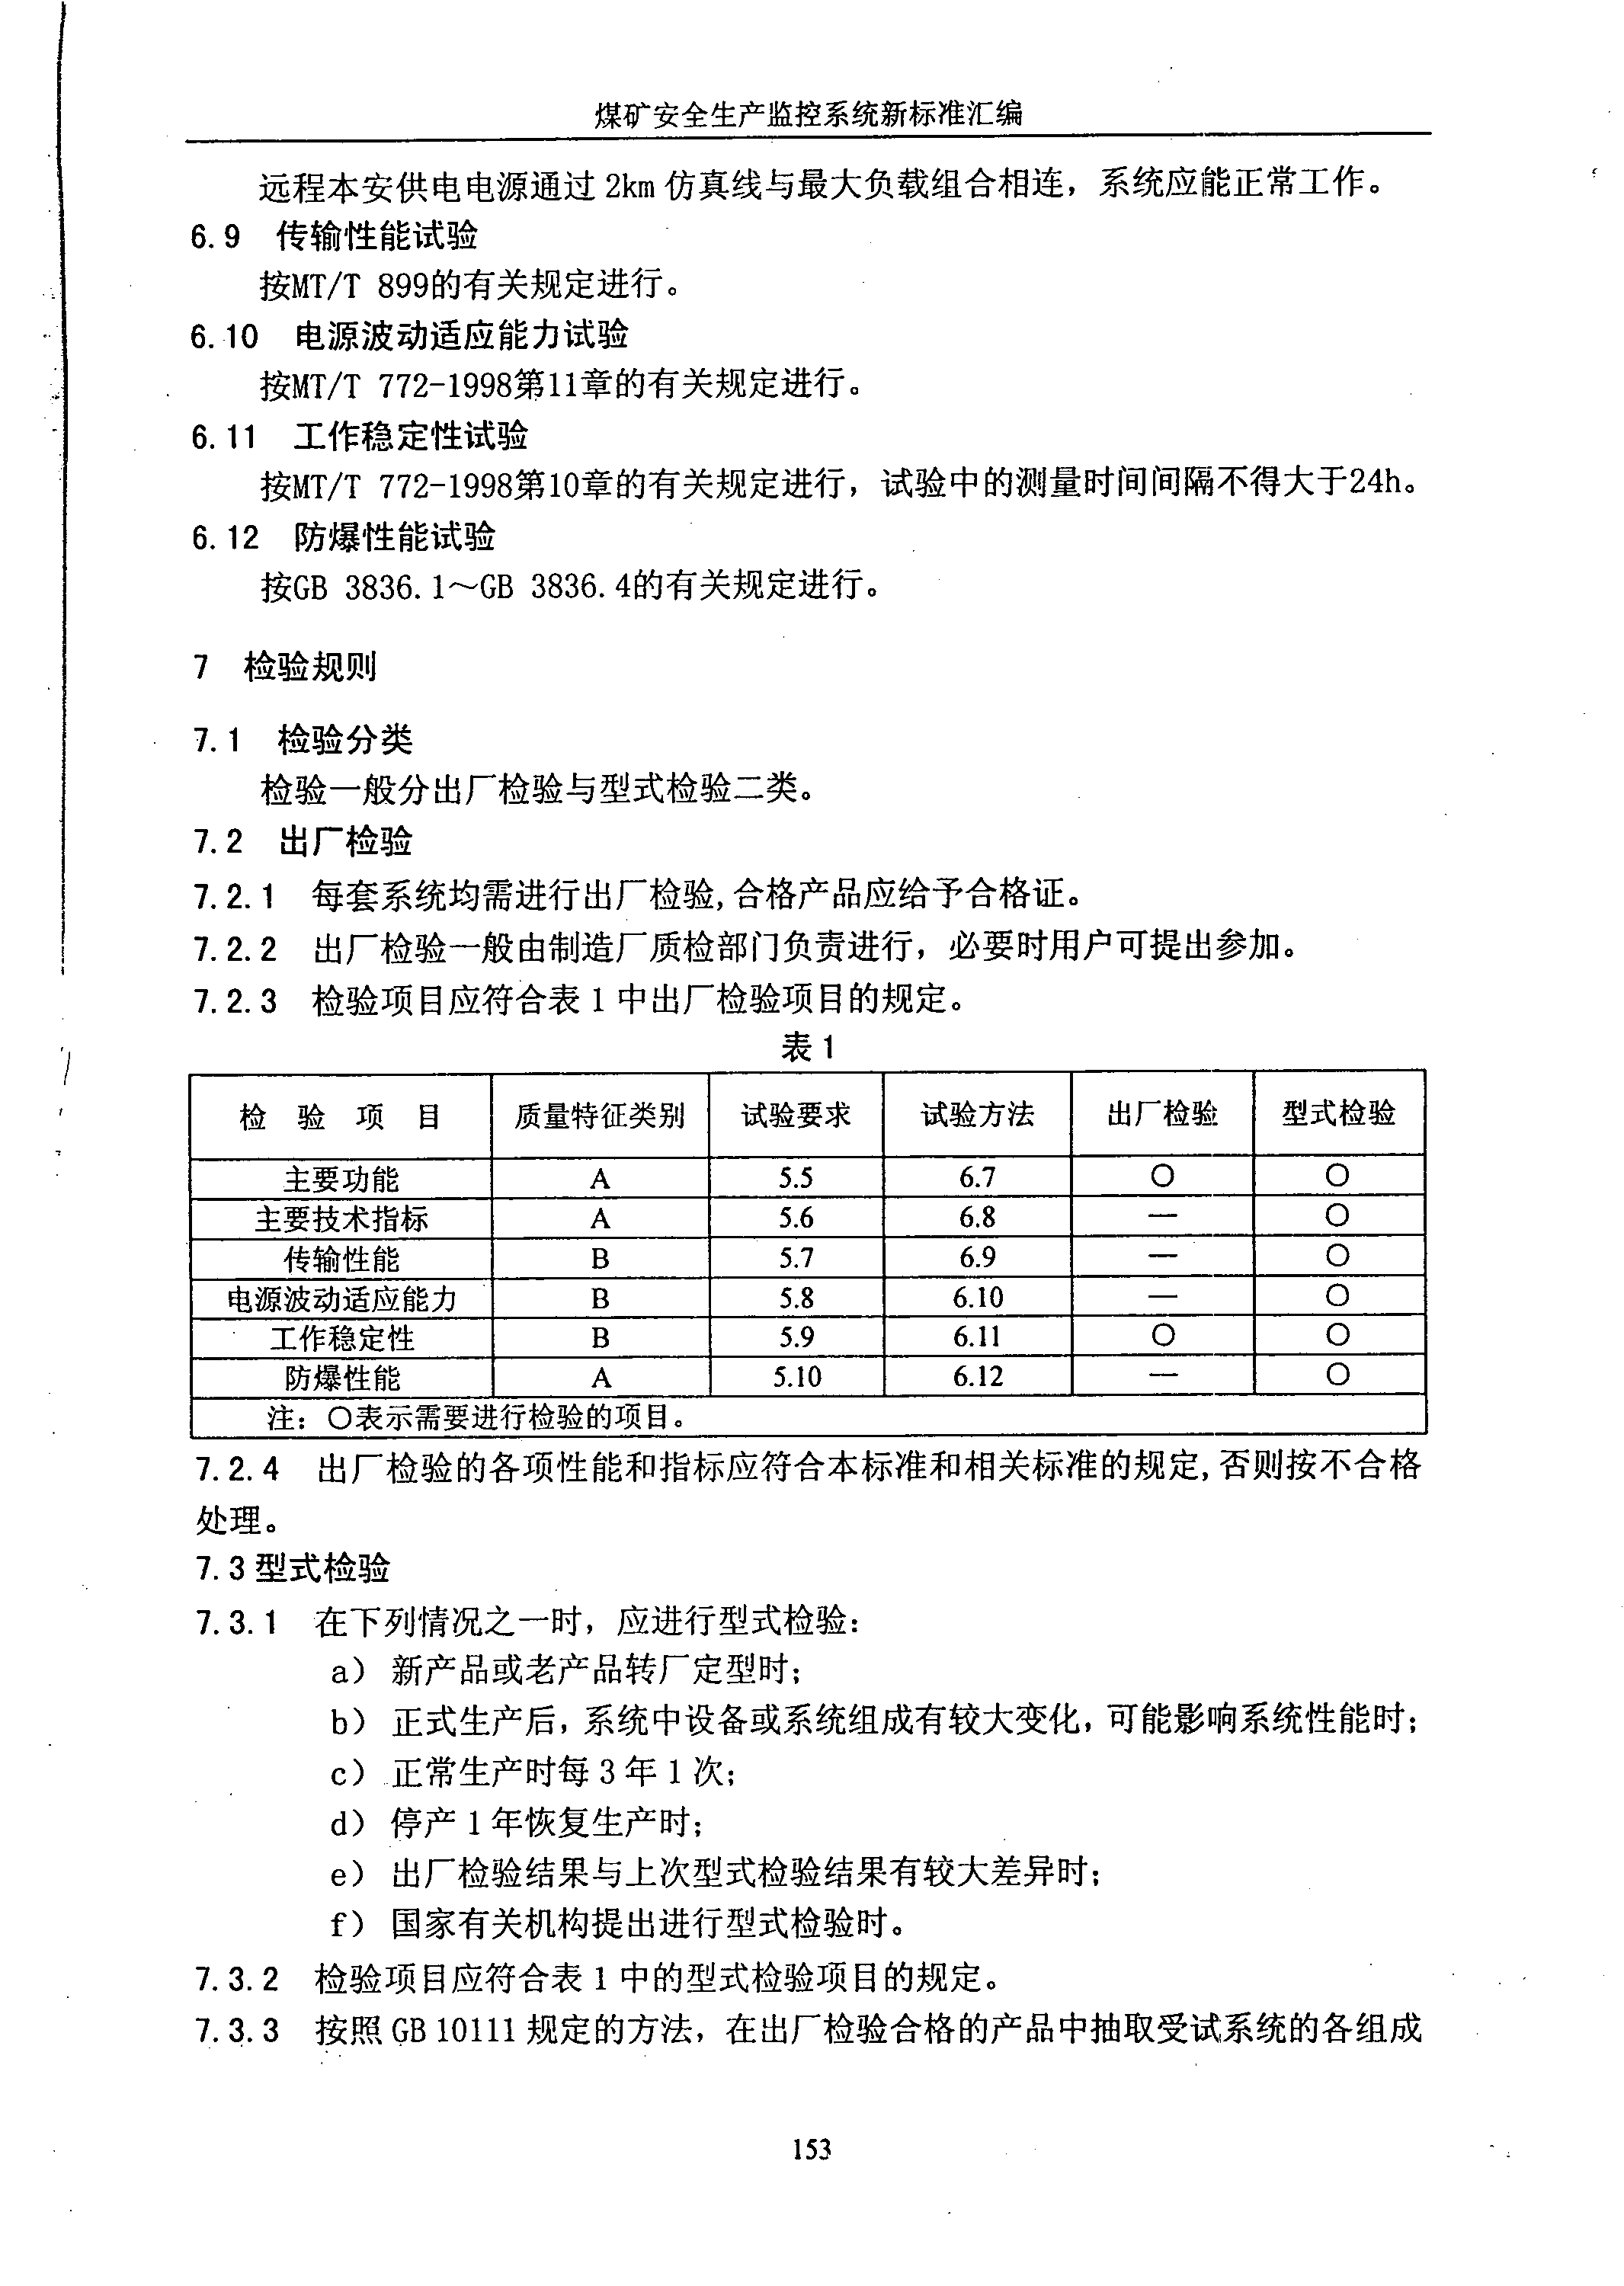 煤矿安全生产监控系统新标准汇编
远程本安供电电源通过 2km 仿真线与最大负载组合相连，系统应能正常工作。
6.9 传输性能试验
按MT/T 899的有关规定进行。
6.10 电源波动适应能力试验
按MT/T 772-1998第11章的有关规定进行。
6.11 工作稳定性试验
按MT/T 772-1998第10章的有关规定进行，试验中的测量时间间隔不得大于24h。
6.12 防爆性能试验
按GB 3836.1～GB 3836.4的有关规定进行。
7 检验规则
7.1 检验分类
检验一般分出厂检验与型式检验二类。
7.2 出厂检验
7.2.1 每套系统均需进行出厂检验,合格产品应给予合格证。
7.2.2 出厂检验一般由制造厂质检部门负责进行，必要时用户可提出参加。
7.2.3 检验项目应符合表 1 中出厂检验项目的规定。
表 1
检 验 项 目 质量特征类别 试验要求 试验方法 出厂检验 型式检验
主要功能 A 5.5 6.7 ○ ○
主要技术指标 A 5.6 6.8 — ○
传输性能 B 5.7 6.9 — ○
电源波动适应能力 B 5.8 6.10 — ○
工作稳定性 B 5.9 6.11 ○ ○
防爆性能 A 5.10 6.12 — ○
注：○表示需要进行检验的项目。
7.2.4 出厂检验的各项性能和指标应符合本标准和相关标准的规定,否则按不合格
处理。
7.3 型式检验
7.3.1 在下列情况之一时，应进行型式检验：
a） 新产品或老产品转厂定型时；
b） 正式生产后，系统中设备或系统组成有较大变化，可能影响系统性能时；
c） 正常生产时每 3 年 1 次；
d） 停产 1 年恢复生产时；
e） 出厂检验结果与上次型式检验结果有较大差异时；
f） 国家有关机构提出进行型式检验时。
7.3.2 检验项目应符合表 1 中的型式检验项目的规定。
7.3.3 按照 GB 10111 规定的方法，在出厂检验合格的产品中抽取受试系统的各组成
153